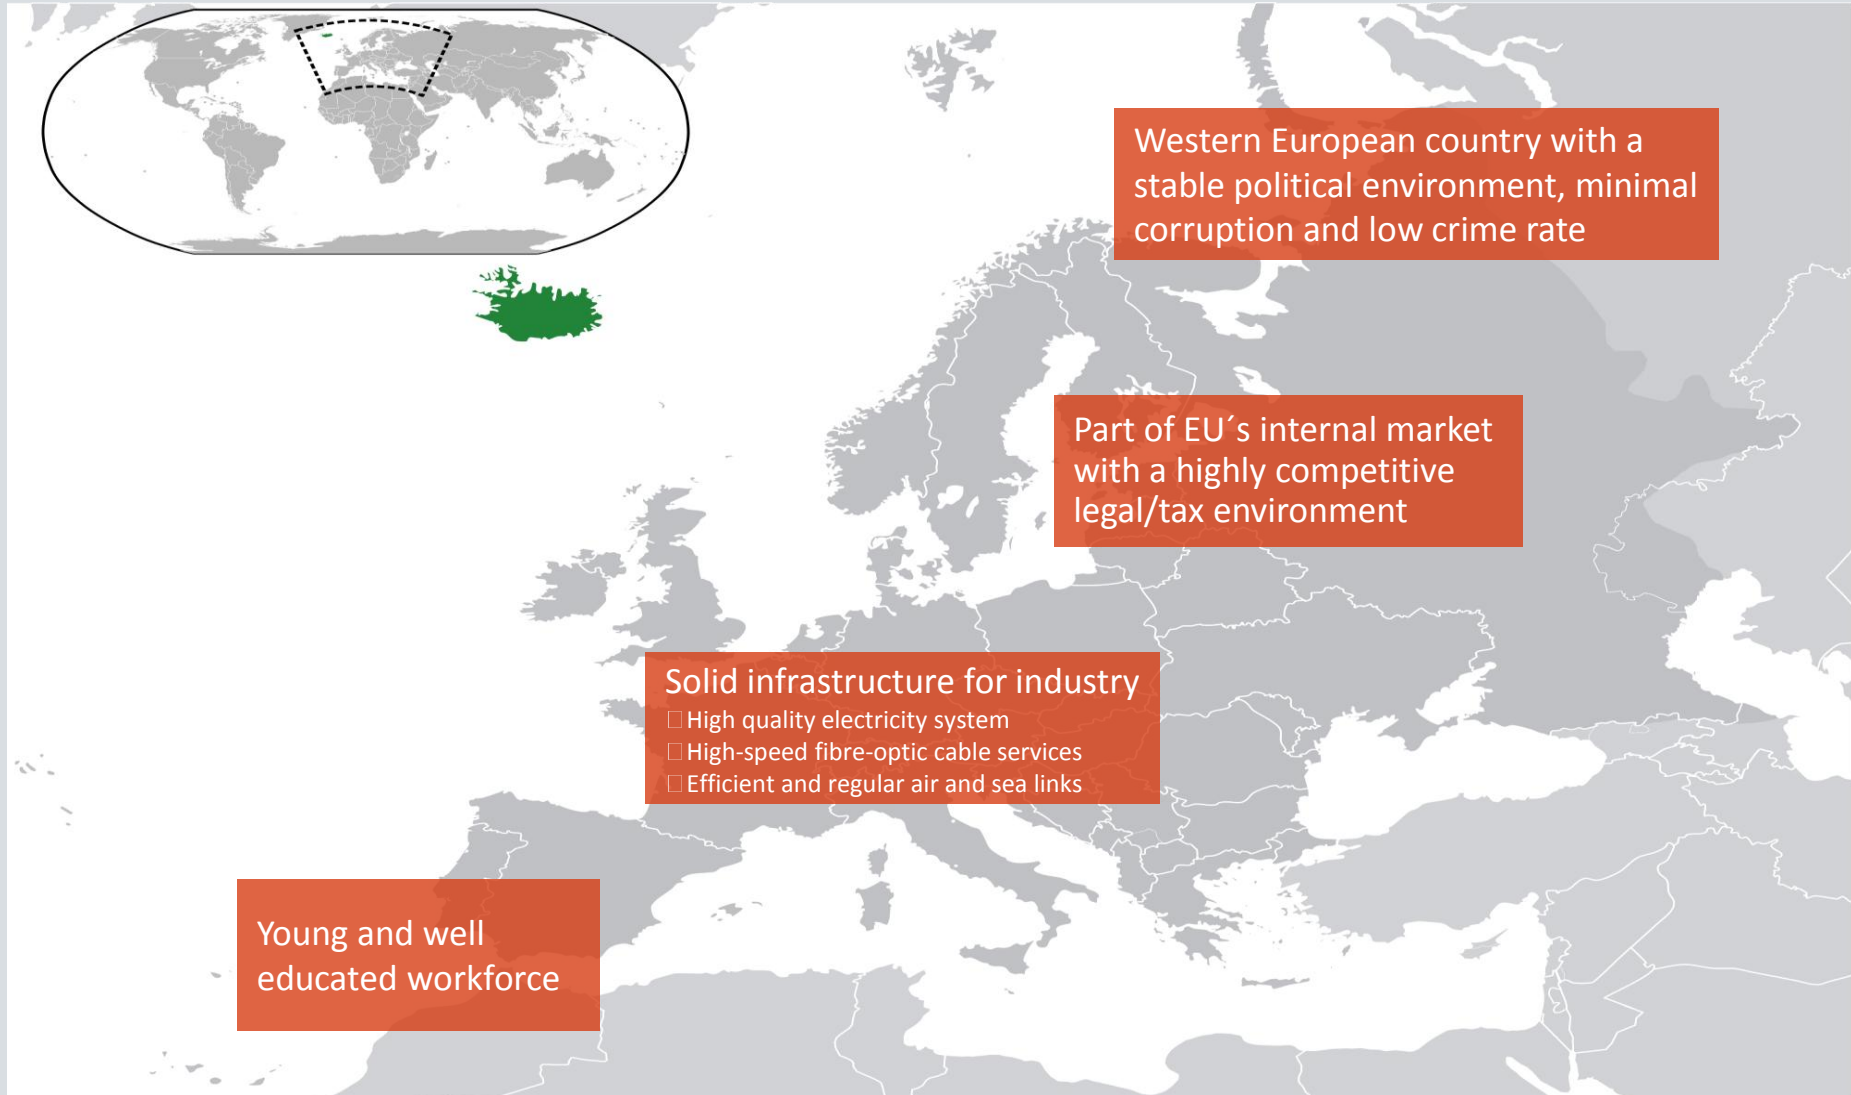 Western European country with a
stable political environment, minimal
corruption and low crime rate
Part of EU´s internal market
with a highly competitive
legal/tax environment
Solid infrastructure for industry
□High quality electricity system
□High-speed fibre-optic cable services
□Efficient and regular air and sea links
Young and well
educated workforce